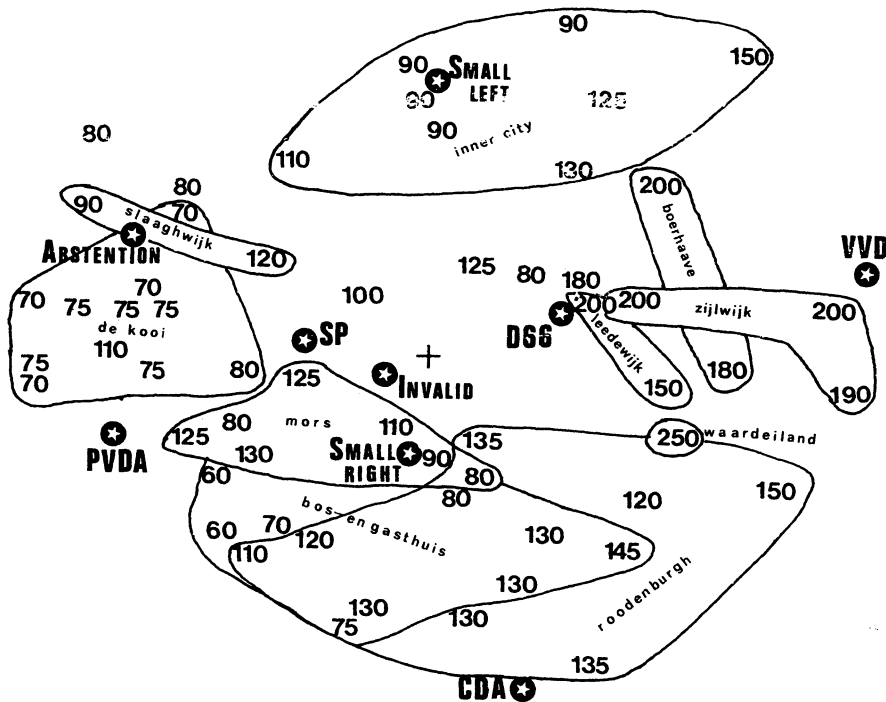 90
150
90
SMALL
LEFT
90
125
90
inner city
80
110
130
80
200
90
70
slaaghwijk
boerhaave
ABSTENTION
120
125
80
180
VVD
70
70
75
75
75
100
200
200
zijlwijk
200
de kooi
D66
leedewijk
110
SP
75
70
75
80
125
INVALID
150
180
190
PVDA
125
80
mors
110
135
250
waardeiland
130
SMALL
RIGHT
90
80
60
80
120
150
bos- en gasthuis
60
70
110
120
130
145
130
130
75
130
roodenburgh
135
CDA